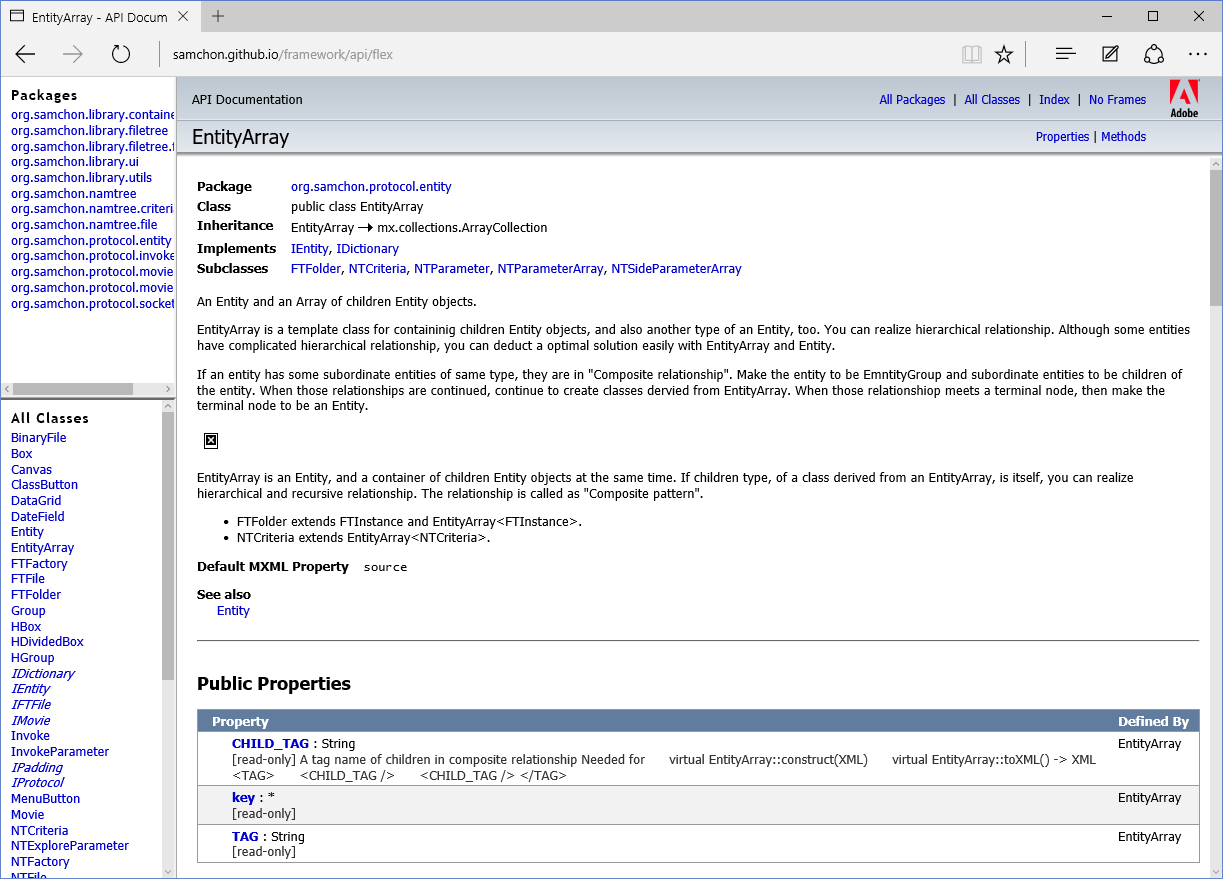 EntityArray - API Docum
samchon.github.io/framework/api/flex
Packages
org.samchon.library.containe
org.samchon.library.filetree
org.samchon.library.filetree.f
org.samchon.library.ui
org.samchon.library.utils
org.samchon.namtree
org.samchon.namtree.criteri
org.samchon.namtree.file
org.samchon.protocol.entity
org.samchon.protocol.invoke
org.samchon.protocol.movie
org.samchon.protocol.movie
org.samchon.protocol.socket
All Classes
BinaryFile
Box
Canvas
ClassButton
DataGrid
DateField
Entity
EntityArray
FTFactory
FTFile
FTFolder
Group
HBox
HDividedBox
HGroup
IDictionary
IEntity
IFTFile
IMovie
Invoke
InvokeParameter
IPadding
IProtocol
MenuButton
Movie
NTCriteria
NTExploreParameter
NTFactory
NTFile
API Documentation
All Packages | All Classes | Index | No Frames
Adobe
EntityArray
Properties | Methods
Package org.samchon.protocol.entity
Class public class EntityArray
Inheritance EntityArray → mx.collections.ArrayCollection
Implements IEntity, IDictionary
Subclasses FTFolder, NTCriteria, NTParameter, NTParameterArray, NTSideParameterArray
An Entity and an Array of children Entity objects.
EntityArray is a template class for containinig children Entity objects, and also another type of an Entity, too. You can realize hierarchical relationship. Although some entities
have complicated hierarchical relationship, you can deduct a optimal solution easily with EntityArray and Entity.
If an entity has some subordinate entities of same type, they are in "Composite relationship". Make the entity to be EmntityGroup and subordinate entities to be children of
the entity. When those relationships are continued, continue to create classes dervied from EntityArray. When those relationshiop meets a terminal node, then make the
terminal node to be an Entity.
EntityArray is an Entity, and a container of children Entity objects at the same time. If children type, of a class derived from an EntityArray, is itself, you can realize
hierarchical and recursive relationship. The relationship is called as "Composite pattern".
• FTFolder extends FTInstance and EntityArray<FTInstance>.
• NTCriteria extends EntityArray<NTCriteria>.
Default MXML Property source
See also
Entity
Public Properties
Property Defined By
CHILD_TAG : String EntityArray
[read-only] A tag name of children in composite relationship Needed for virtual EntityArray::construct(XML) virtual EntityArray::toXML() -> XML
<TAG> <CHILD_TAG /> <CHILD_TAG /> </TAG>
key : * EntityArray
[read-only]
TAG : String EntityArray
[read-only]